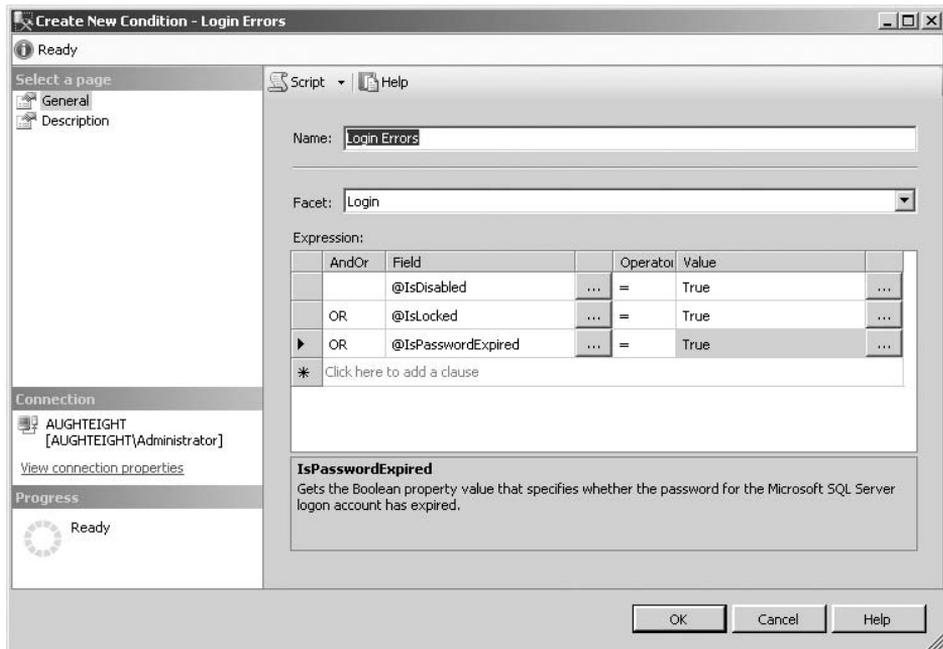 Create New Condition - Login Errors
Ready
Select a page
General
Description
Script
Help
Name: Login Errors
Facet: Login
Expression:
AndOr Field Operator Value
@IsDisabled ... = True ...
OR @IsLocked ... = True ...
OR @IsPasswordExpired ... = True ...
Click here to add a clause
Connection
AUGHTEIGHT
[AUGHTEIGHT\Administrator]
View connection properties
Progress
Ready
IsPasswordExpired
Gets the Boolean property value that specifies whether the password for the Microsoft SQL Server
logon account has expired.
OK Cancel Help